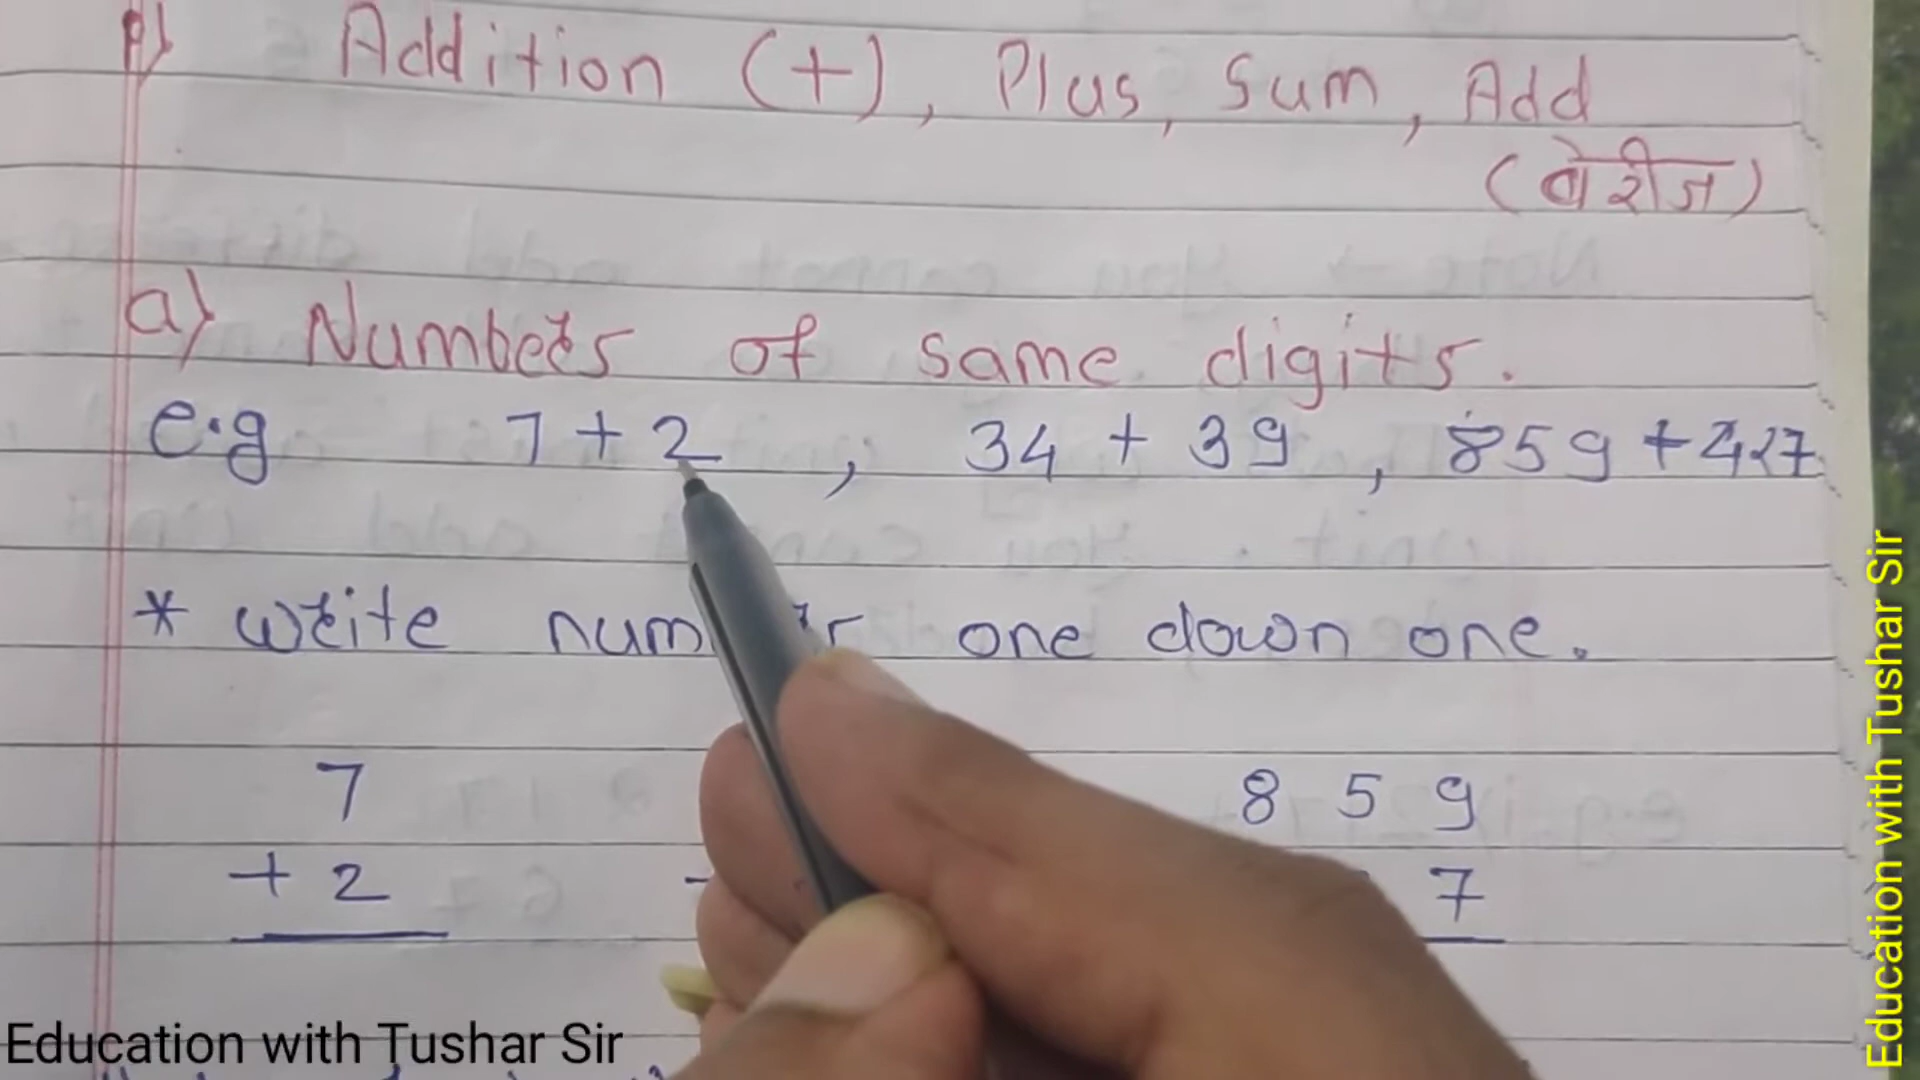 A) Addition (+), Plus, Sum, Add
(बेरीज)
a) Numbers of same digits.
e.g 7 + 2 , 34 + 39 , 859 + 427
* write one down one.
7 8 5 9
+ 2 7
Education with Tushar Sir
Education with Tushar Sir